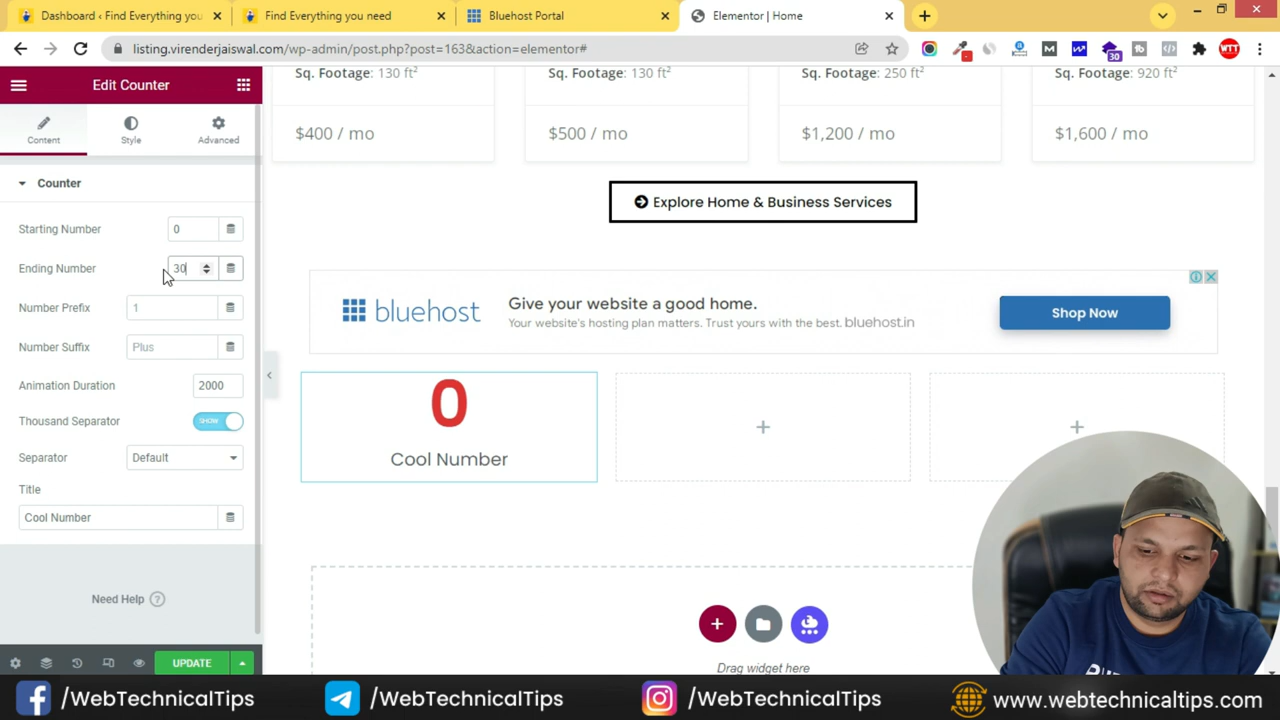 Dashboard ‹ Find Everything you
Find Everything you need
Bluehost Portal
Elementor | Home
listing.virenderjaiswal.com/wp-admin/post.php?post=163&action=elementor#
30
WTT
Edit Counter
Content
Style
Advanced
Counter
Starting Number
0
Ending Number
30
Number Prefix
1
Number Suffix
Plus
Animation Duration
2000
Thousand Separator
SHOW
Separator
Default
Title
Cool Number
Need Help ?
UPDATE
Sq. Footage: 130 ft²
Sq. Footage: 130 ft²
Sq. Footage: 250 ft²
Sq. Footage: 920 ft²
$400 / mo
$500 / mo
$1,200 / mo
$1,600 / mo
Explore Home & Business Services
bluehost
Give your website a good home.
Your website's hosting plan matters. Trust yours with the best. bluehost.in
Shop Now
0
Cool Number
Drag widget here
/WebTechnicalTips
/WebTechnicalTips
/WebTechnicalTips
www.webtechnicaltips.com